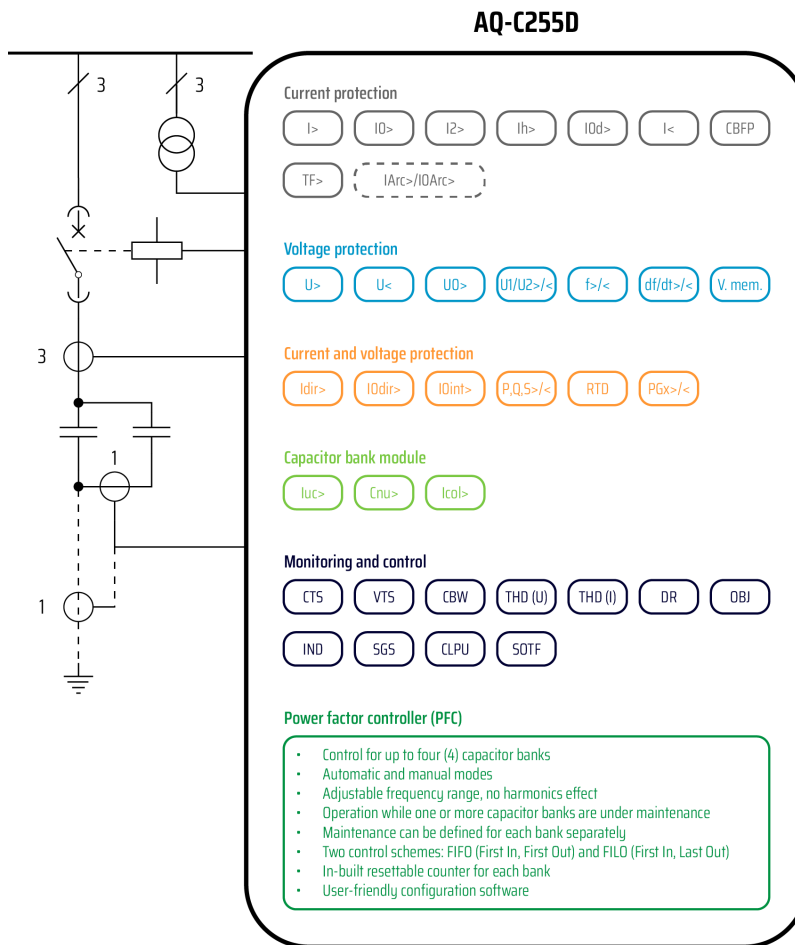 AQ-C255D
3
3
Current protection
I>
I0>
I2>
Ih>
I0d>
I<
CBFP
TF>
IArc>/I0Arc>
Voltage protection
U>
U<
U0>
U1/U2>/<
f>/<
df/dt>/<
V. mem.
3
Current and voltage protection
Idir>
I0dir>
I0int>
P,Q,S>/<
RTD
PGx>/<
1
Capacitor bank module
Iuc>
Cnu>
Icol>
Monitoring and control
CTS
VTS
CBW
THD (U)
THD (I)
DR
OBJ
1
IND
SGS
CLPU
SOTF
Power factor controller (PFC)
• Control for up to four (4) capacitor banks
• Automatic and manual modes
• Adjustable frequency range, no harmonics effect
• Operation while one or more capacitor banks are under maintenance
• Maintenance can be defined for each bank separately
• Two control schemes: FIFO (First In, First Out) and FILO (First In, Last Out)
• In-built resettable counter for each bank
• User-friendly configuration software